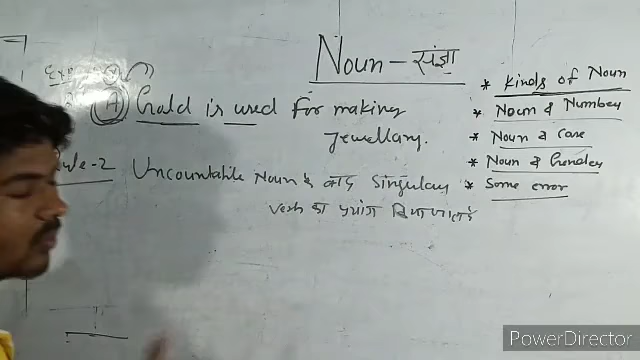 Noun - संज्ञा
* Kinds of Noun
* Noun & Number
* Noun & case
* Noun & Gender
* Some error
Exp
(A) Gold is used for making
Jewellary.
Rule-2 Uncountable Noun के बाद Singular
Verb का प्रयोग किया जाता है
PowerDirector